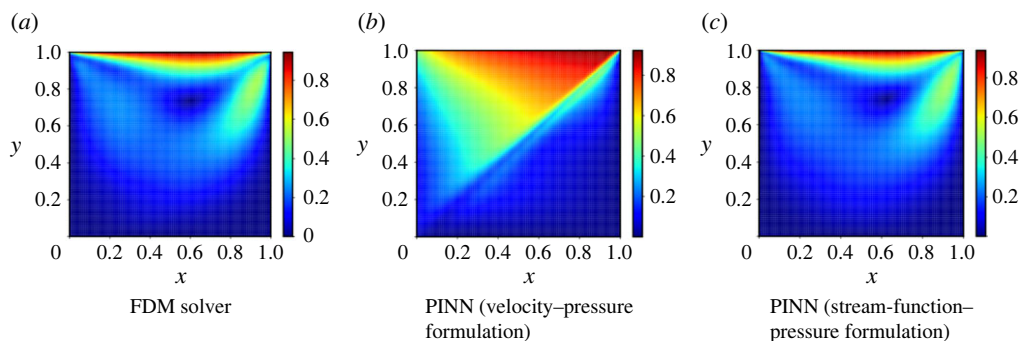 (a)
(b)
(c)
1.0
0.8
0.6
y
0.4
0.2
0
0.2 0.4 0.6 0.8 1.0
x
0.8
0.6
0.4
0.2
0
FDM solver
1.0
0.8
0.6
y
0.4
0.2
0
0.2 0.4 0.6 0.8 1.0
x
0.8
0.6
0.4
0.2
PINN (velocity–pressure
formulation)
1.0
0.8
0.6
y
0.4
0.2
0
0.2 0.4 0.6 0.8 1.0
x
0.8
0.6
0.4
0.2
PINN (stream-function–
pressure formulation)